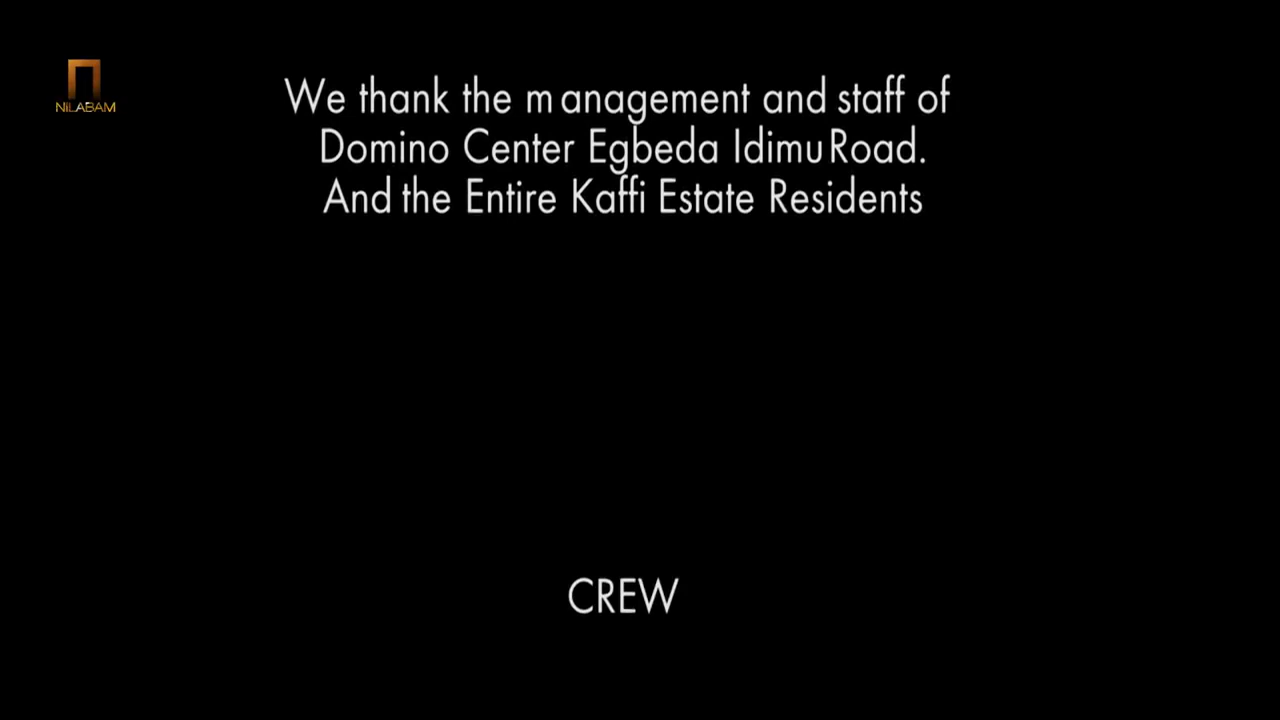 NiLABAM
We thank the management and staff of
Domino Center Egbeda Idimu Road.
And the Entire Kaffi Estate Residents
CREW